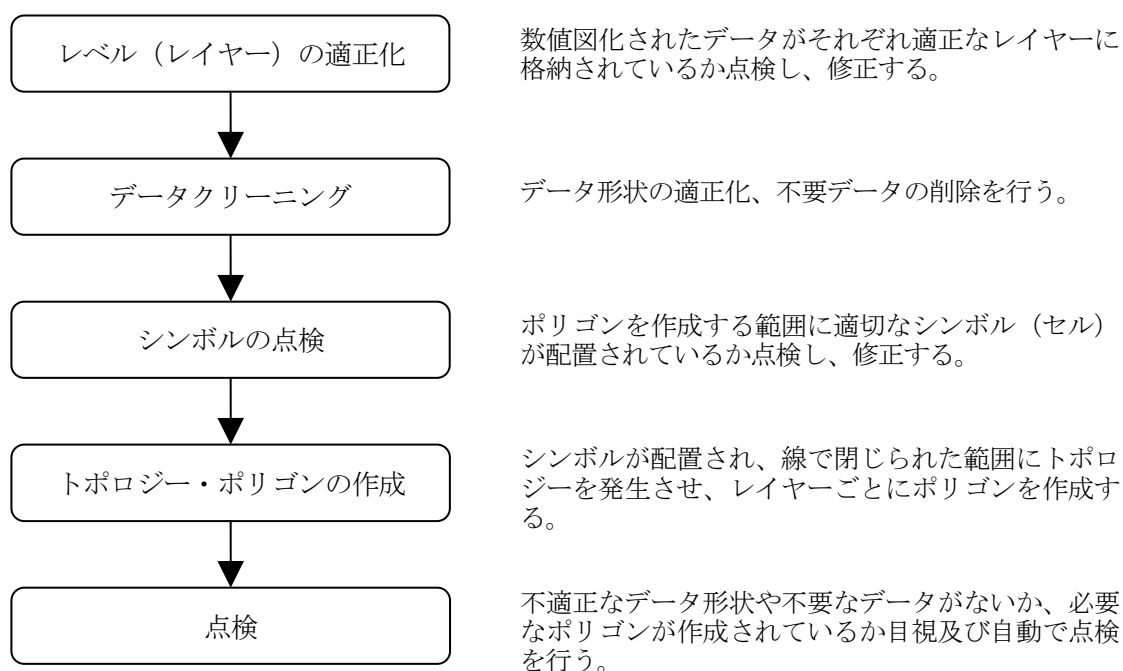 レベル（レイヤー）の適正化
数値図化されたデータがそれぞれ適正なレイヤーに
格納されているか点検し、修正する。
データクリーニング
データ形状の適正化、不要データの削除を行う。
シンボルの点検
ポリゴンを作成する範囲に適切なシンボル（セル）
が配置されているか点検し、修正する。
トポロジー・ポリゴンの作成
シンボルが配置され、線で閉じられた範囲にトポロ
ジーを発生させ、レイヤーごとにポリゴンを作成す
る。
点検
不適正なデータ形状や不要なデータがないか、必要
なポリゴンが作成されているか目視及び自動で点検
を行う。